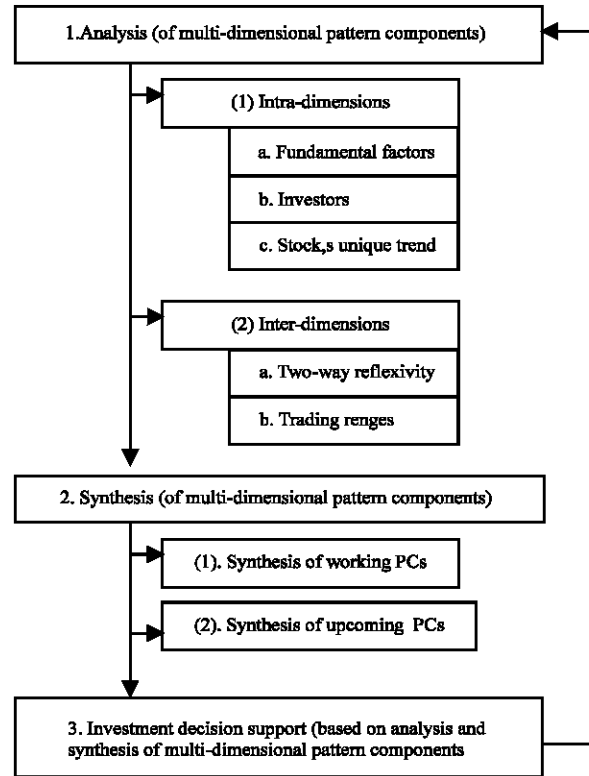 1.Analysis (of multi-dimensional pattern components)
(1) Intra-dimensions
a. Fundamental factors
b. Investors
c. Stock,s unique trend
(2) Inter-dimensions
a. Two-way reflexivity
b. Trading renges
2. Synthesis (of multi-dimensional pattern components)
(1). Synthesis of working PCs
(2). Synthesis of upcoming PCs
3. Investment decision support (based on analysis and
synthesis of multi-dimensional pattern components